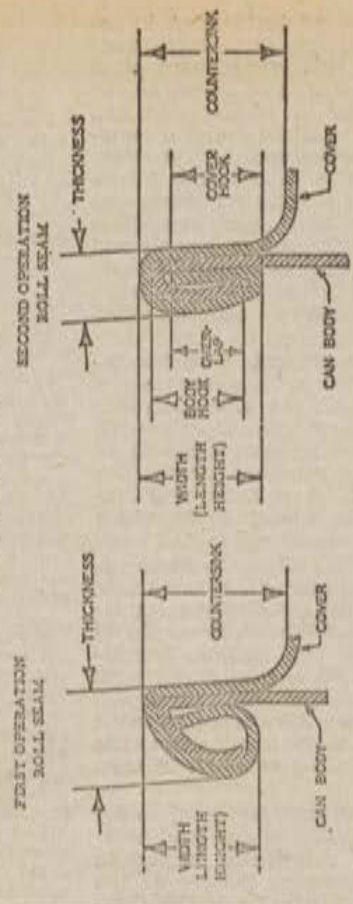 FIRST OPERATION
ROLL SEAM
THICKNESS
WIDTH
LENGTH
HEIGHT)
COUNTERSINK
CAN BODY
COVER
SECOND OPERATION
ROLL SEAM
THICKNESS
WIDTH
(LENGTH
HEIGHT)
BODY
HOOK
OVER-
LAP
COVER
HOOK
COUNTERSINK
CAN BODY
COVER